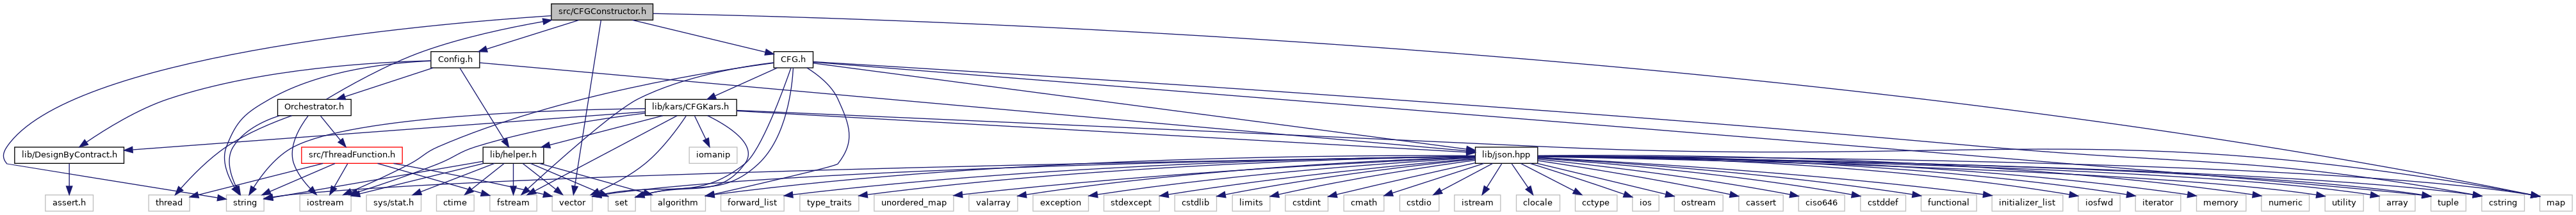 src/CFGConstructor.h
Config.h
CFG.h
Orchestrator.h
lib/kars/CFGKars.h
lib/DesignByContract.h
src/ThreadFunction.h
lib/helper.h
iomanip
lib/json.hpp
assert.h
thread
string
iostream
sys/stat.h
ctime
fstream
vector
set
algorithm
forward_list
type_traits
unordered_map
valarray
exception
stdexcept
cstdlib
limits
cstdint
cmath
cstdio
istream
clocale
cctype
ios
ostream
cassert
ciso646
cstddef
functional
initializer_list
iosfwd
iterator
memory
numeric
utility
array
tuple
cstring
map